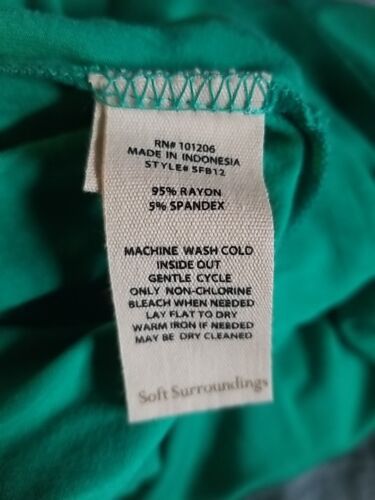 RN# 101206
MADE IN INDONESIA
STYLE# 5FB12
95% RAYON
5% SPANDEX
MACHINE WASH COLD
INSIDE OUT
GENTLE CYCLE
ONLY NON-CHLORINE
BLEACH WHEN NEEDED
LAY FLAT TO DRY
WARM IRON IF NEEDED
MAY BE DRY CLEANED
Soft Surroundings